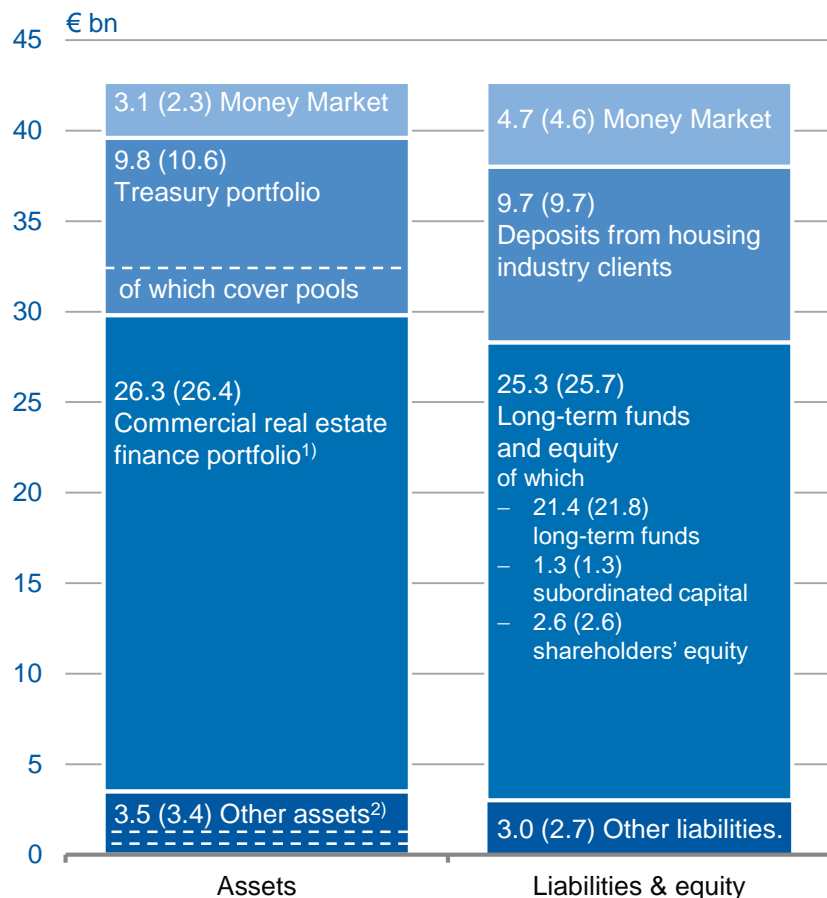 € bn
45
40
35
30
25
20
15
10
5
0
3.1 (2.3) Money Market
9.8 (10.6)
Treasury portfolio
of which cover pools
26.3 (26.4)
Commercial real estate
finance portfolio1)
3.5 (3.4) Other assets2)
4.7 (4.6) Money Market
9.7 (9.7)
Deposits from housing
industry clients
25.3 (25.7)
Long-term funds
and equity
of which
– 21.4 (21.8)
long-term funds
– 1.3 (1.3)
subordinated capital
– 2.6 (2.6)
shareholders’ equity
3.0 (2.7) Other liabilities.
Assets
Liabilities & equity